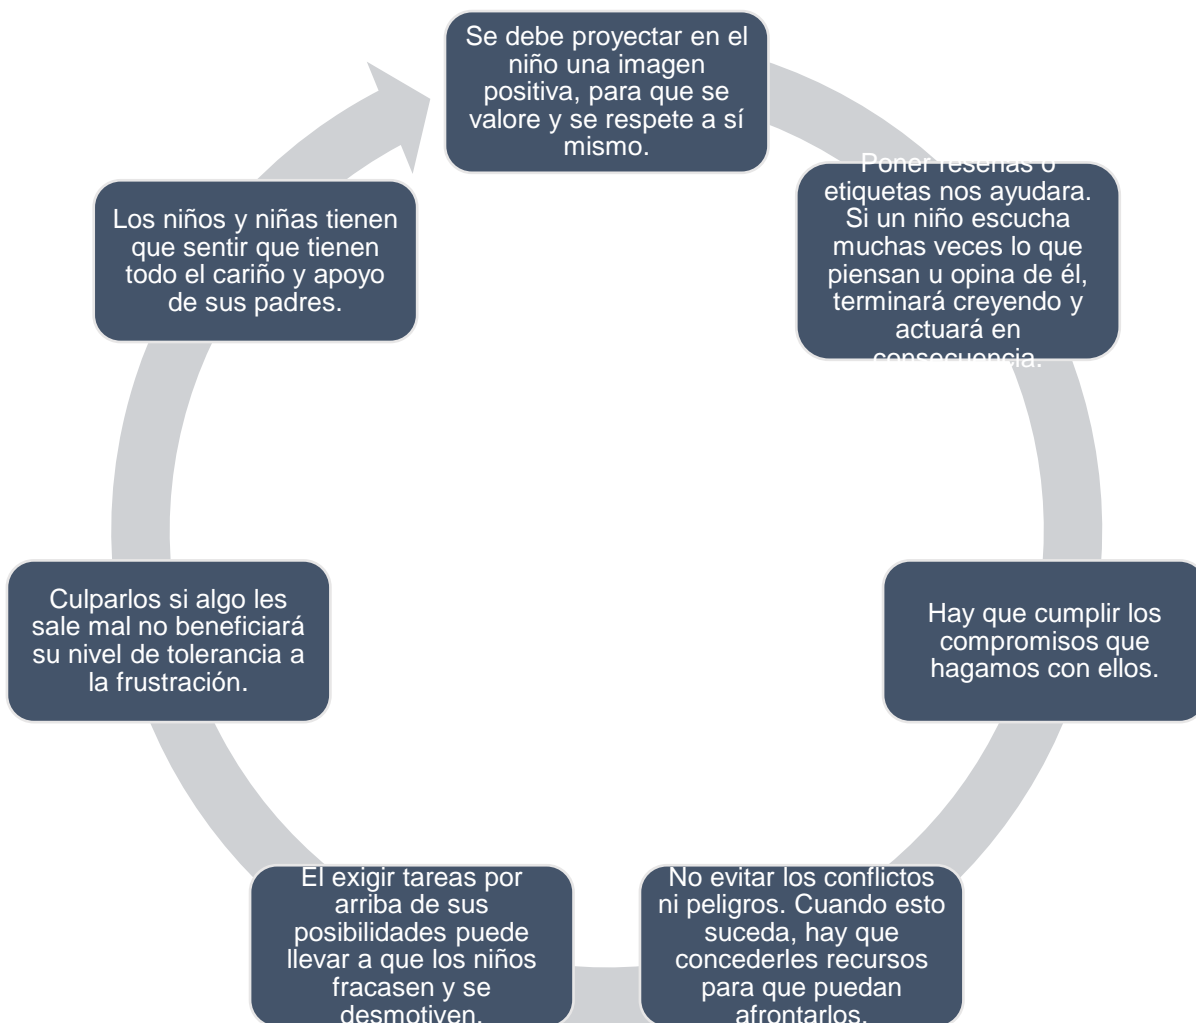 Se debe proyectar en el
niño una imagen
positiva, para que se
valore y se respete a sí
mismo.
Poner reseñas o
etiquetas nos ayudara.
Si un niño escucha
muchas veces lo que
piensan u opina de él,
terminará creyendo y
actuará en
consecuencia.
Hay que cumplir los
compromisos que
hagamos con ellos.
No evitar los conflictos
ni peligros. Cuando esto
suceda, hay que
concederles recursos
para que puedan
afrontarlos.
El exigir tareas por
arriba de sus
posibilidades puede
llevar a que los niños
fracasen y se
desmotiven.
Culparlos si algo les
sale mal no beneficiará
su nivel de tolerancia a
la frustración.
Los niños y niñas tienen
que sentir que tienen
todo el cariño y apoyo
de sus padres.